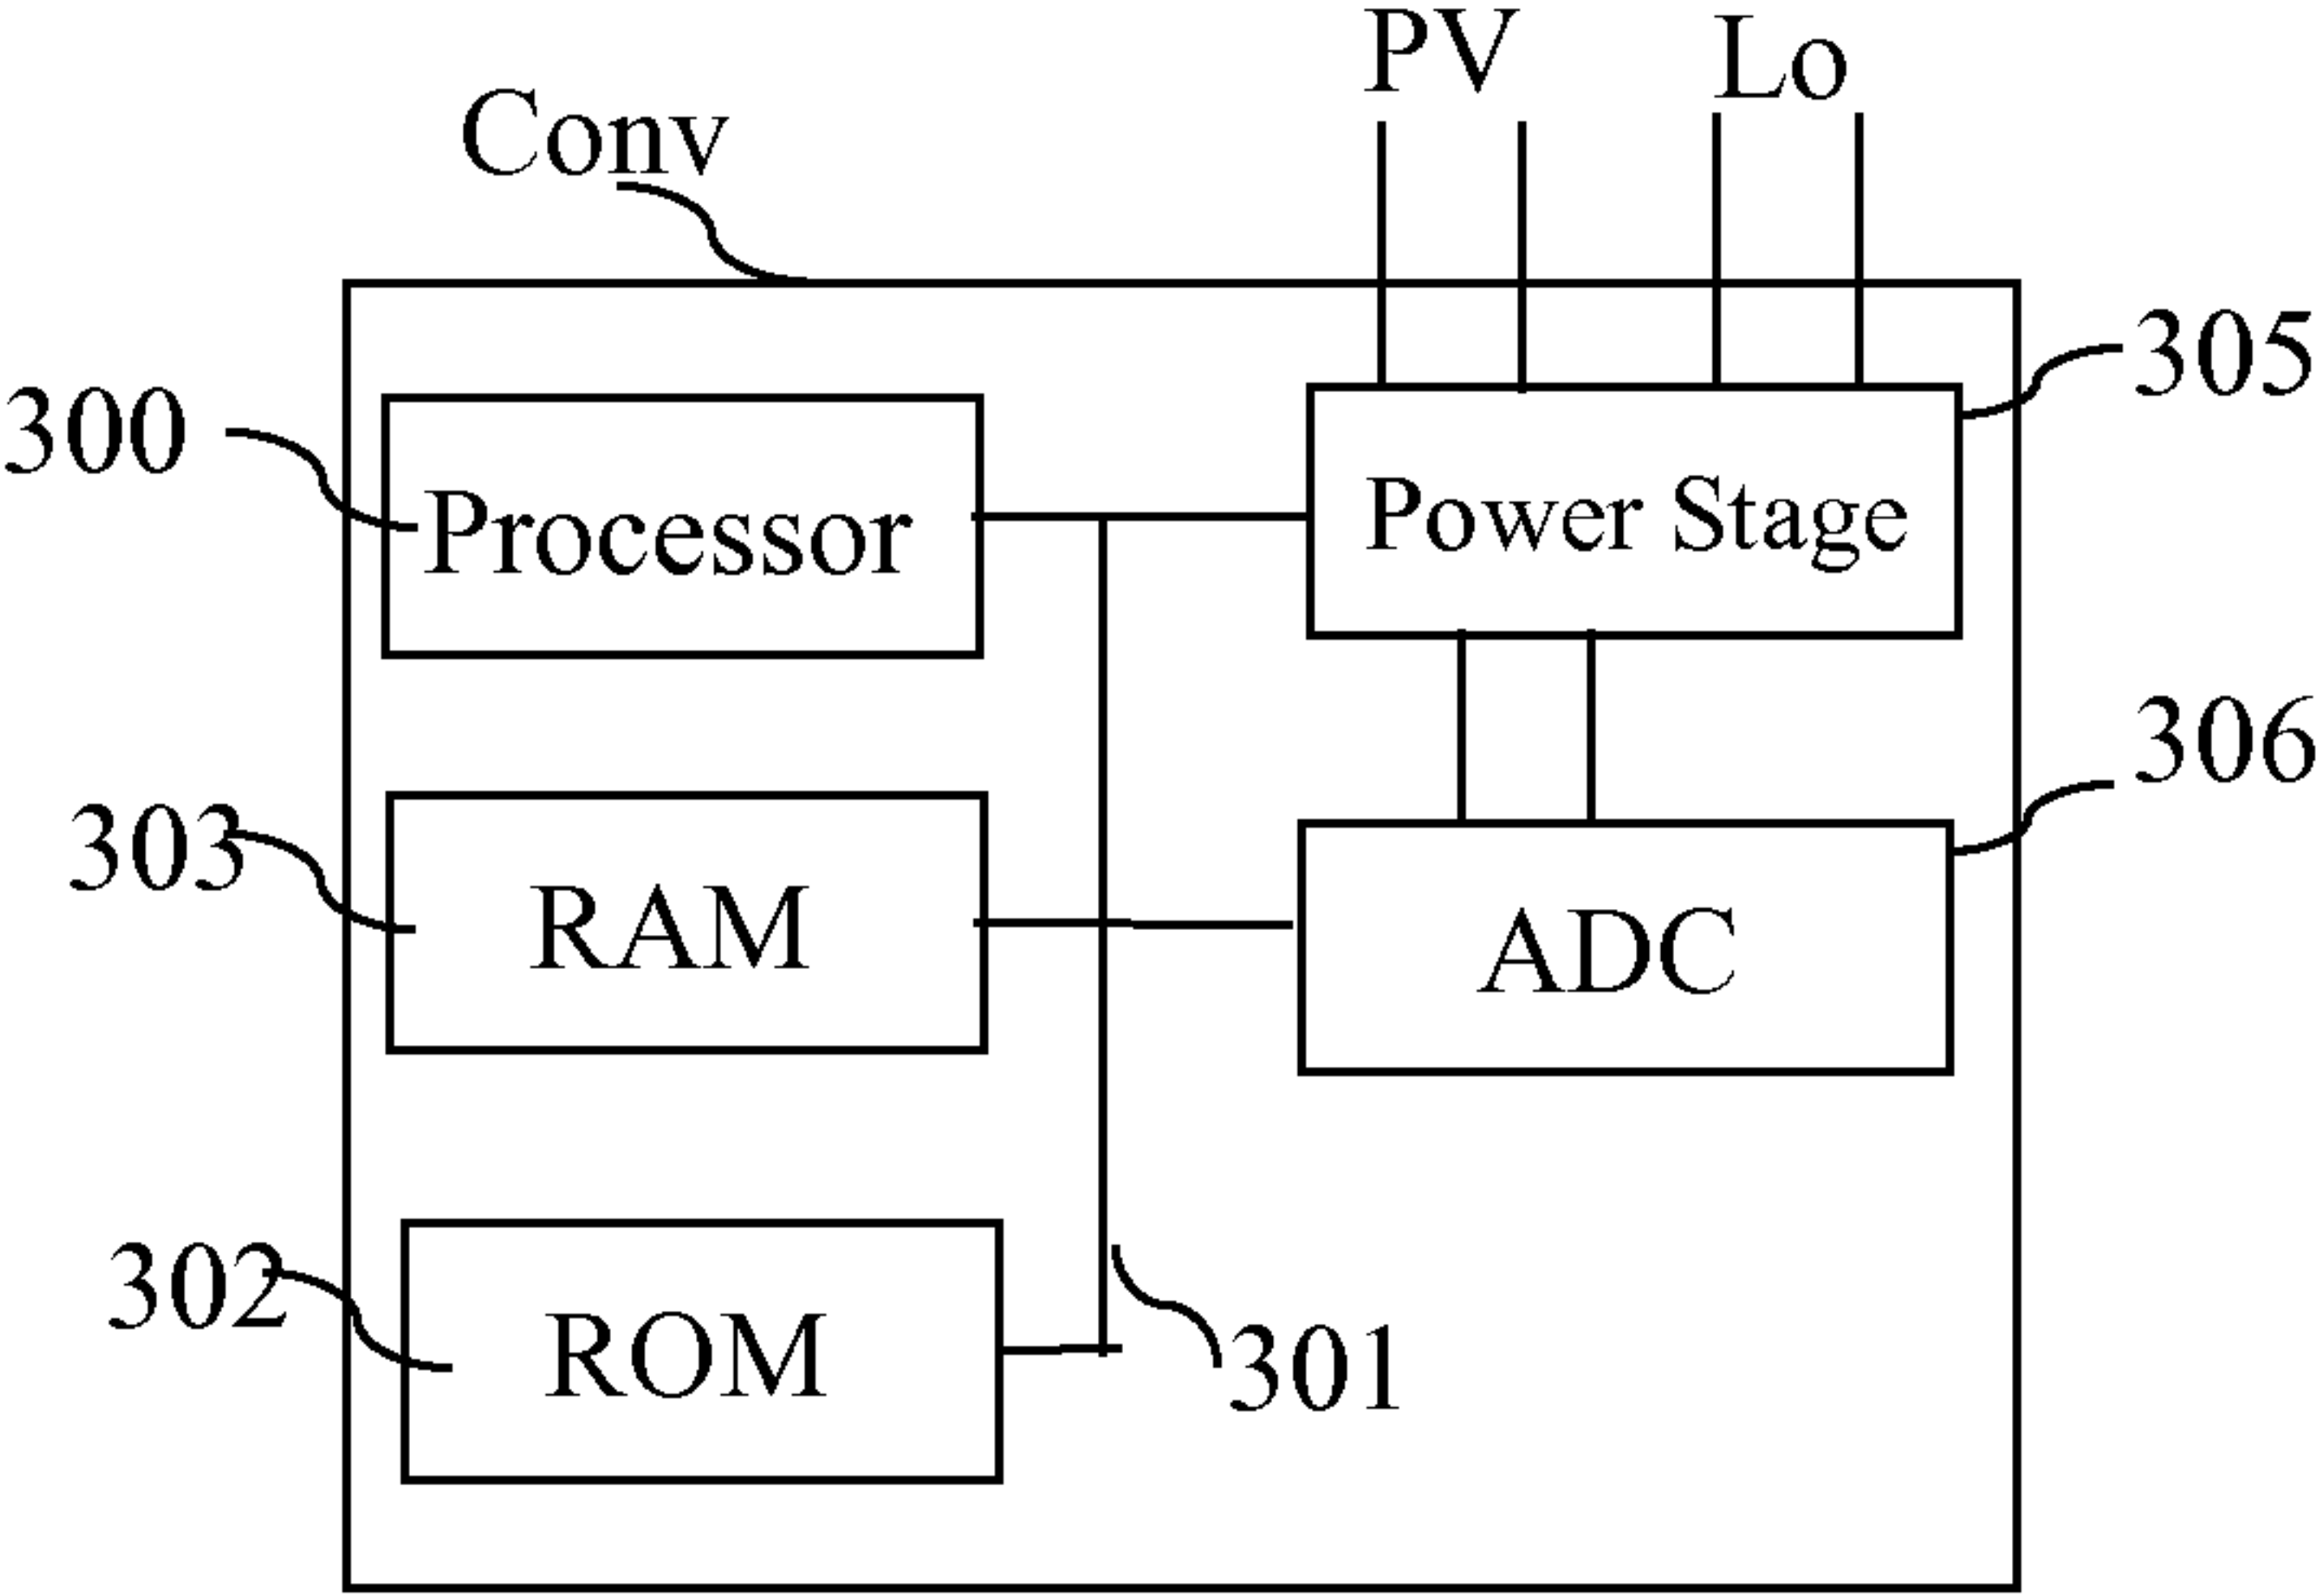 PV
Lo
Conv
305
300
Processor
Power Stage
306
303
RAM
ADC
302
ROM
301